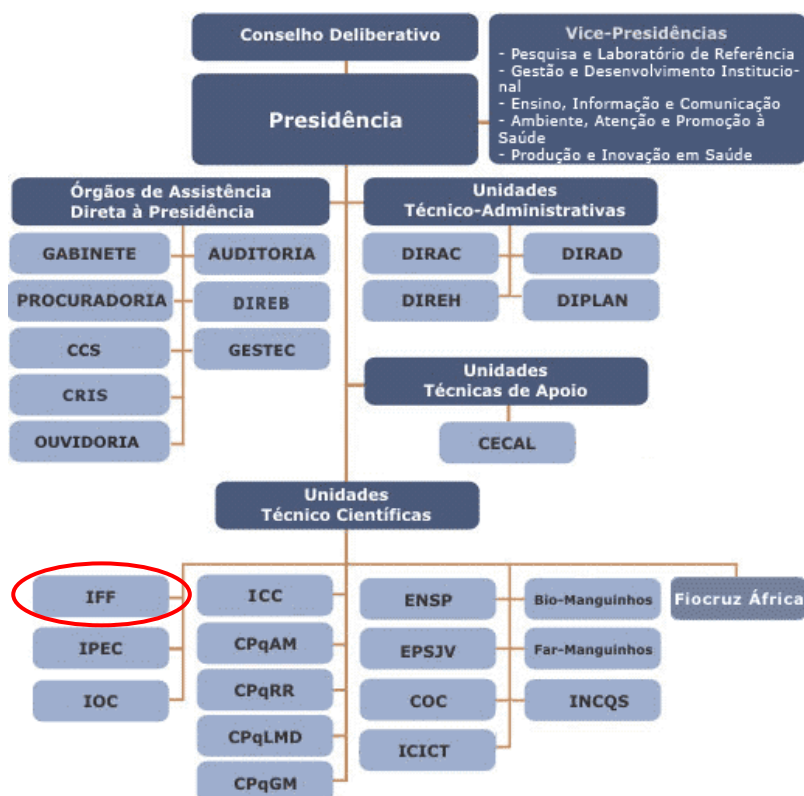 Conselho Deliberativo
Vice-Presidências
- Pesquisa e Laboratório de Referência
- Gestão e Desenvolvimento Institucio-
nal
- Ensino, Informação e Comunicação
- Ambiente, Atenção e Promoção à
Saúde
- Produção e Inovação em Saúde
Presidência
Órgãos de Assistência
Direta à Presidência
GABINETE
AUDITORIA
PROCURADORIA
DIREB
CCS
GESTEC
CRIS
OUVIDORIA
Unidades
Técnico-Administrativas
DIRAC
DIRAD
DIREH
DIPLAN
Unidades
Técnicas de Apoio
CECAL
Unidades
Técnico Científicas
IFF
IPEC
IOC
ICC
CPqAM
CPqRR
CPqLMD
CPqGM
ENSP
EPSJV
COC
ICICT
Bio-Manguinhos
Far-Manguinhos
INCQS
Fiocruz África